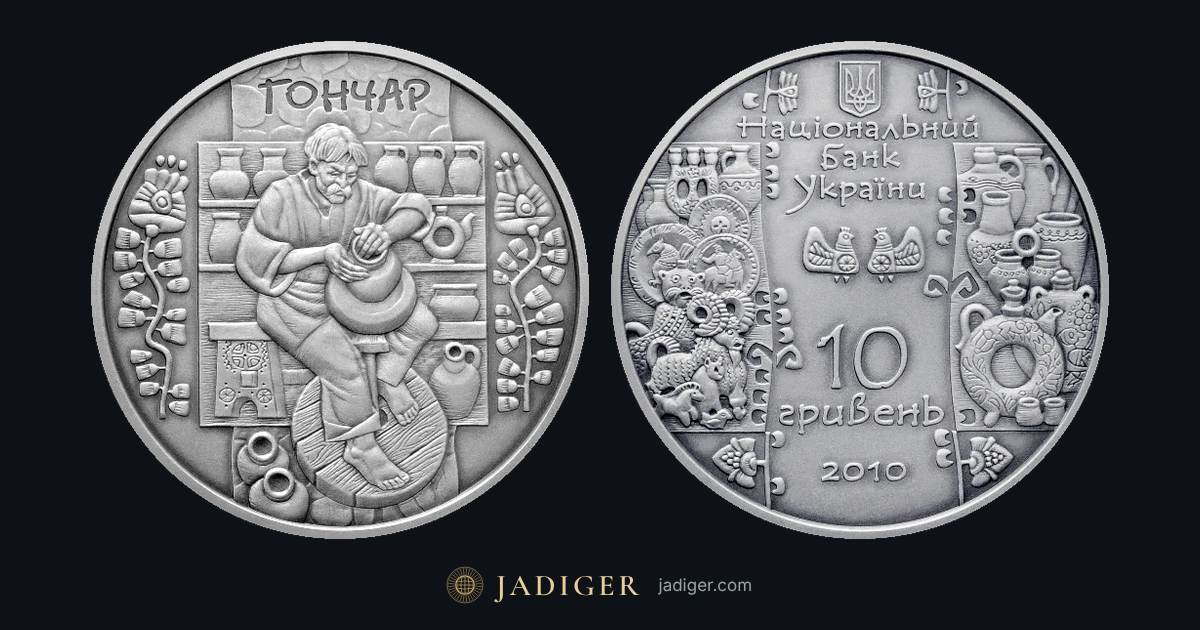 ГОНЧАР
Національний
Банк
України
10
гривень
2010
JADIGER
jadiger.com